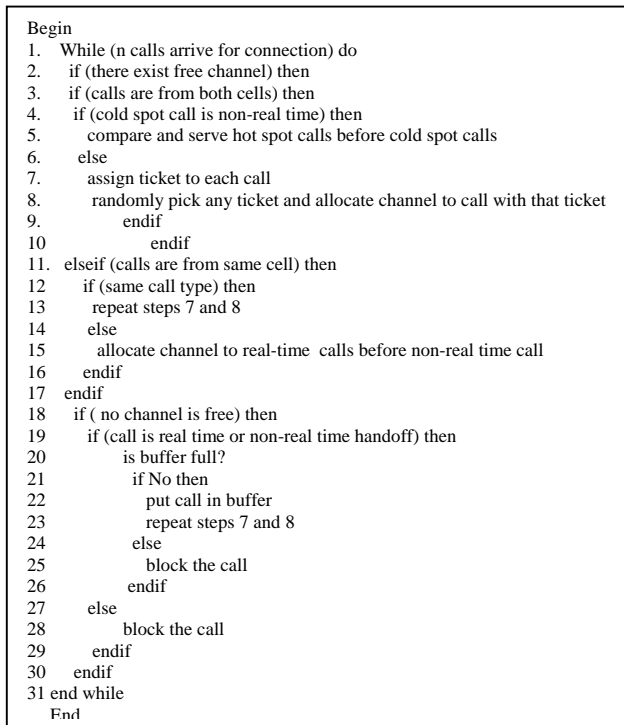 Begin
1. While (n calls arrive for connection) do
2. if (there exist free channel) then
3. if (calls are from both cells) then
4. if (cold spot call is non-real time) then
5. compare and serve hot spot calls before cold spot calls
6. else
7. assign ticket to each call
8. randomly pick any ticket and allocate channel to call with that ticket
9. endif
10 endif
11. elseif (calls are from same cell) then
12 if (same call type) then
13 repeat steps 7 and 8
14 else
15 allocate channel to real-time calls before non-real time call
16 endif
17 endif
18 if ( no channel is free) then
19 if (call is real time or non-real time handoff) then
20 is buffer full?
21 if No then
22 put call in buffer
23 repeat steps 7 and 8
24 else
25 block the call
26 endif
27 else
28 block the call
29 endif
30 endif
31 end while
End